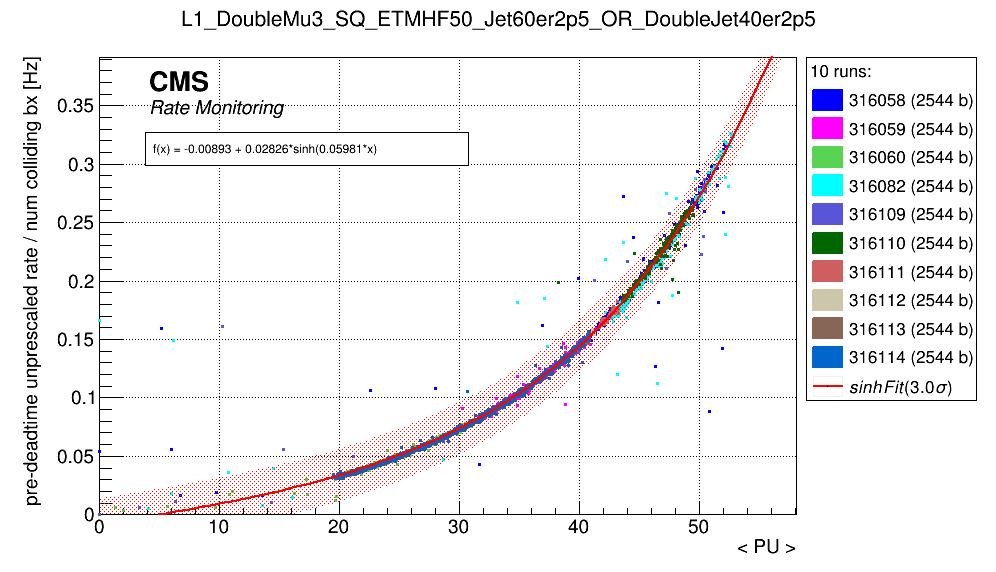 L1_DoubleMu3_SQ_ETMHF50_Jet60er2p5_OR_DoubleJet40er2p5
pre-deadtime unprescaled rate / num colliding bx [Hz]
CMS
Rate Monitoring
f(x) = -0.00893 + 0.02826*sinh(0.05981*x)
0.35
0.3
0.25
0.2
0.15
0.1
0.05
0
0 10 20 30 40 50
< PU >
10 runs:
316058 (2544 b)
316059 (2544 b)
316060 (2544 b)
316082 (2544 b)
316109 (2544 b)
316110 (2544 b)
316111 (2544 b)
316112 (2544 b)
316113 (2544 b)
316114 (2544 b)
sinhFit(3.0σ)